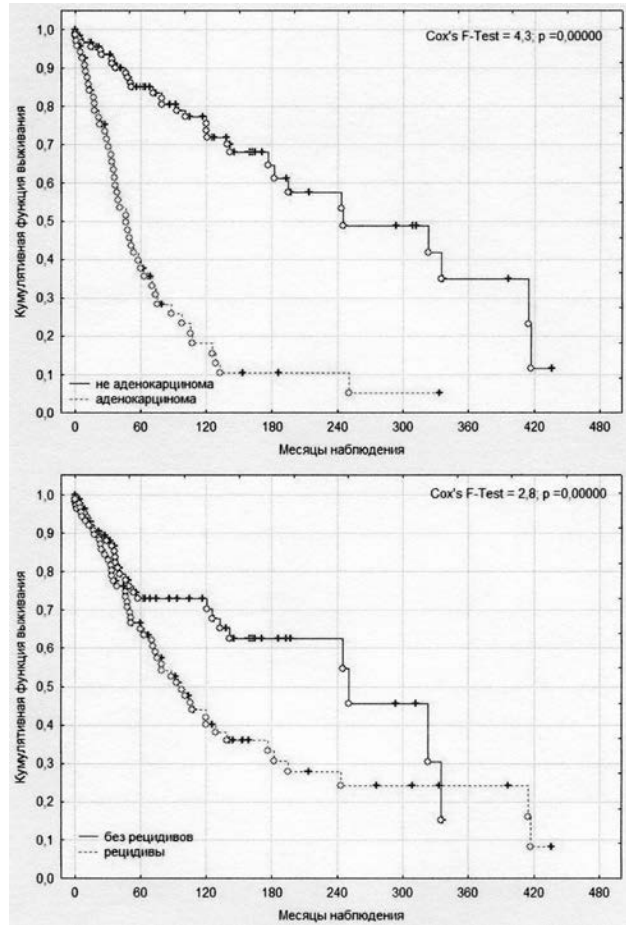 Cox's F-Test = 4,3; p =0,00000
Кумулятивная функция выживания
1,0
0,9
0,8
0,7
0,6
0,5
0,4
0,3
0,2
0,1
0,0
не аденокарцинома
аденокарцинома
0 60 120 180 240 300 360 420 480
Месяцы наблюдения
Cox's F-Test = 2,8; p =0,00000
Кумулятивная функция выживания
1,0
0,9
0,8
0,7
0,6
0,5
0,4
0,3
0,2
0,1
0,0
без рецидивов
рецидивы
0 60 120 180 240 300 360 420 480
Месяцы наблюдения